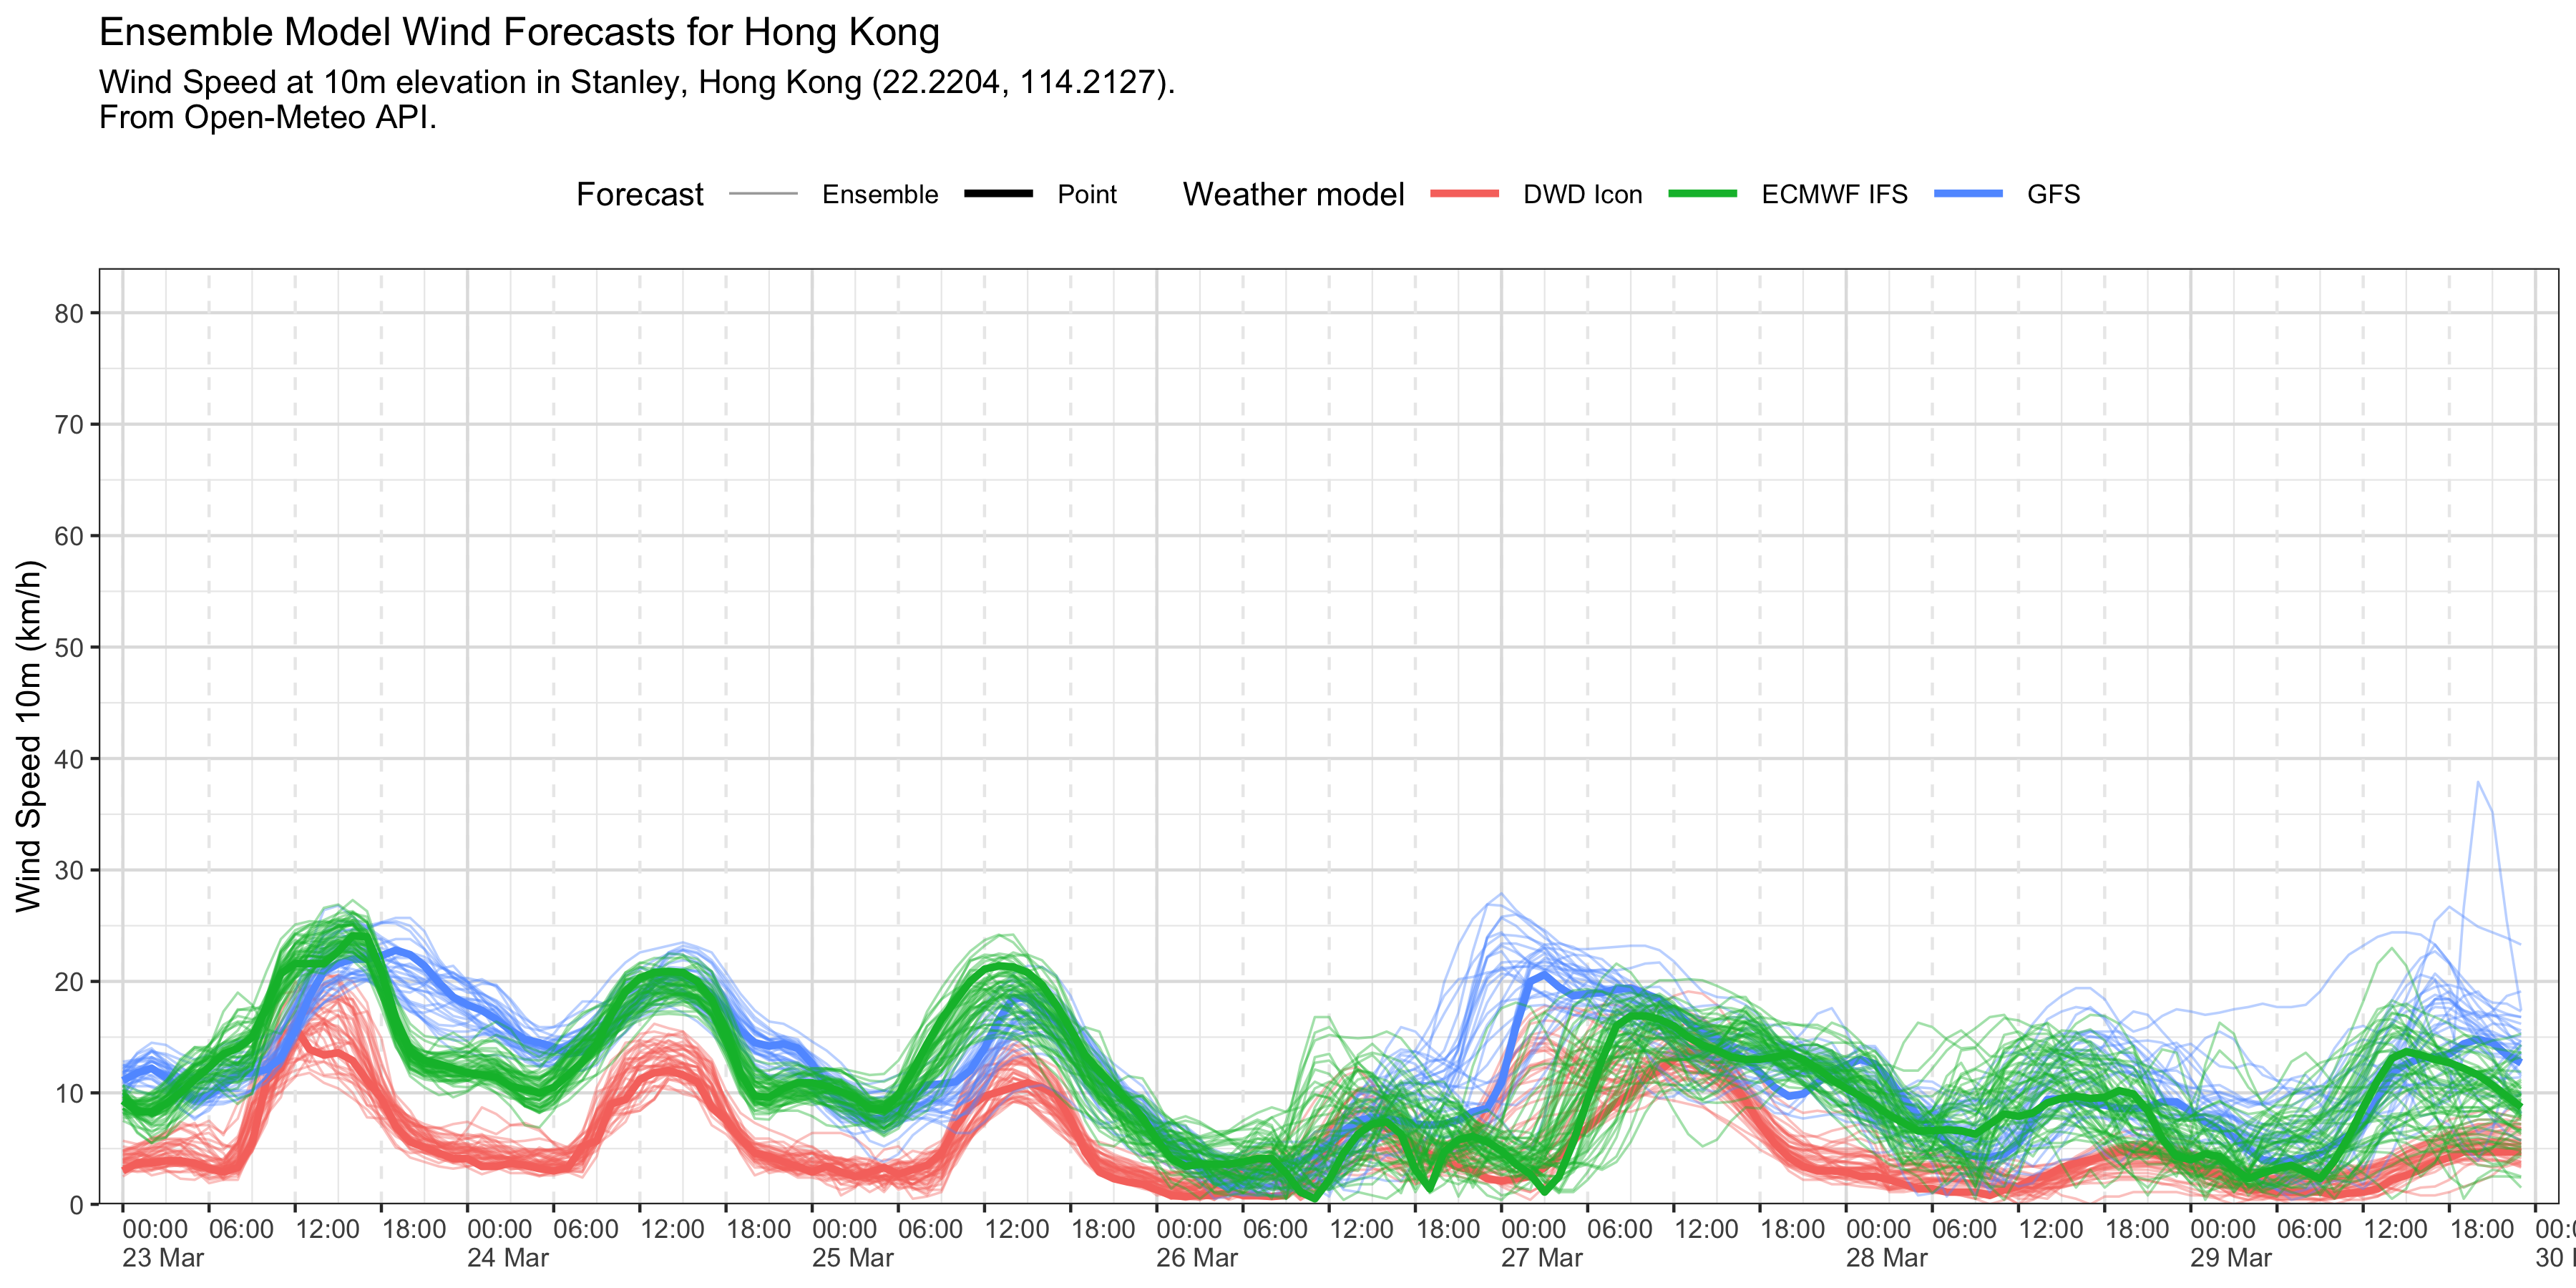 Ensemble Model Wind Forecasts for Hong Kong
Wind Speed at 10m elevation in Stanley, Hong Kong (22.2204, 114.2127).
From Open-Meteo API.
Forecast Ensemble Point Weather model DWD Icon ECMWF IFS GFS
Wind Speed 10m (km/h)
80
70
60
50
40
30
20
10
0
00:00 06:00 12:00 18:00 00:00 06:00 12:00 18:00 00:00 06:00 12:00 18:00 00:00 06:00 12:00 18:00 00:00 06:00 12:00 18:00 00:00 06:00 12:00 18:00 00:00 06:00 12:00 18:00
23 Mar 24 Mar 25 Mar 26 Mar 27 Mar 28 Mar 29 Mar 30